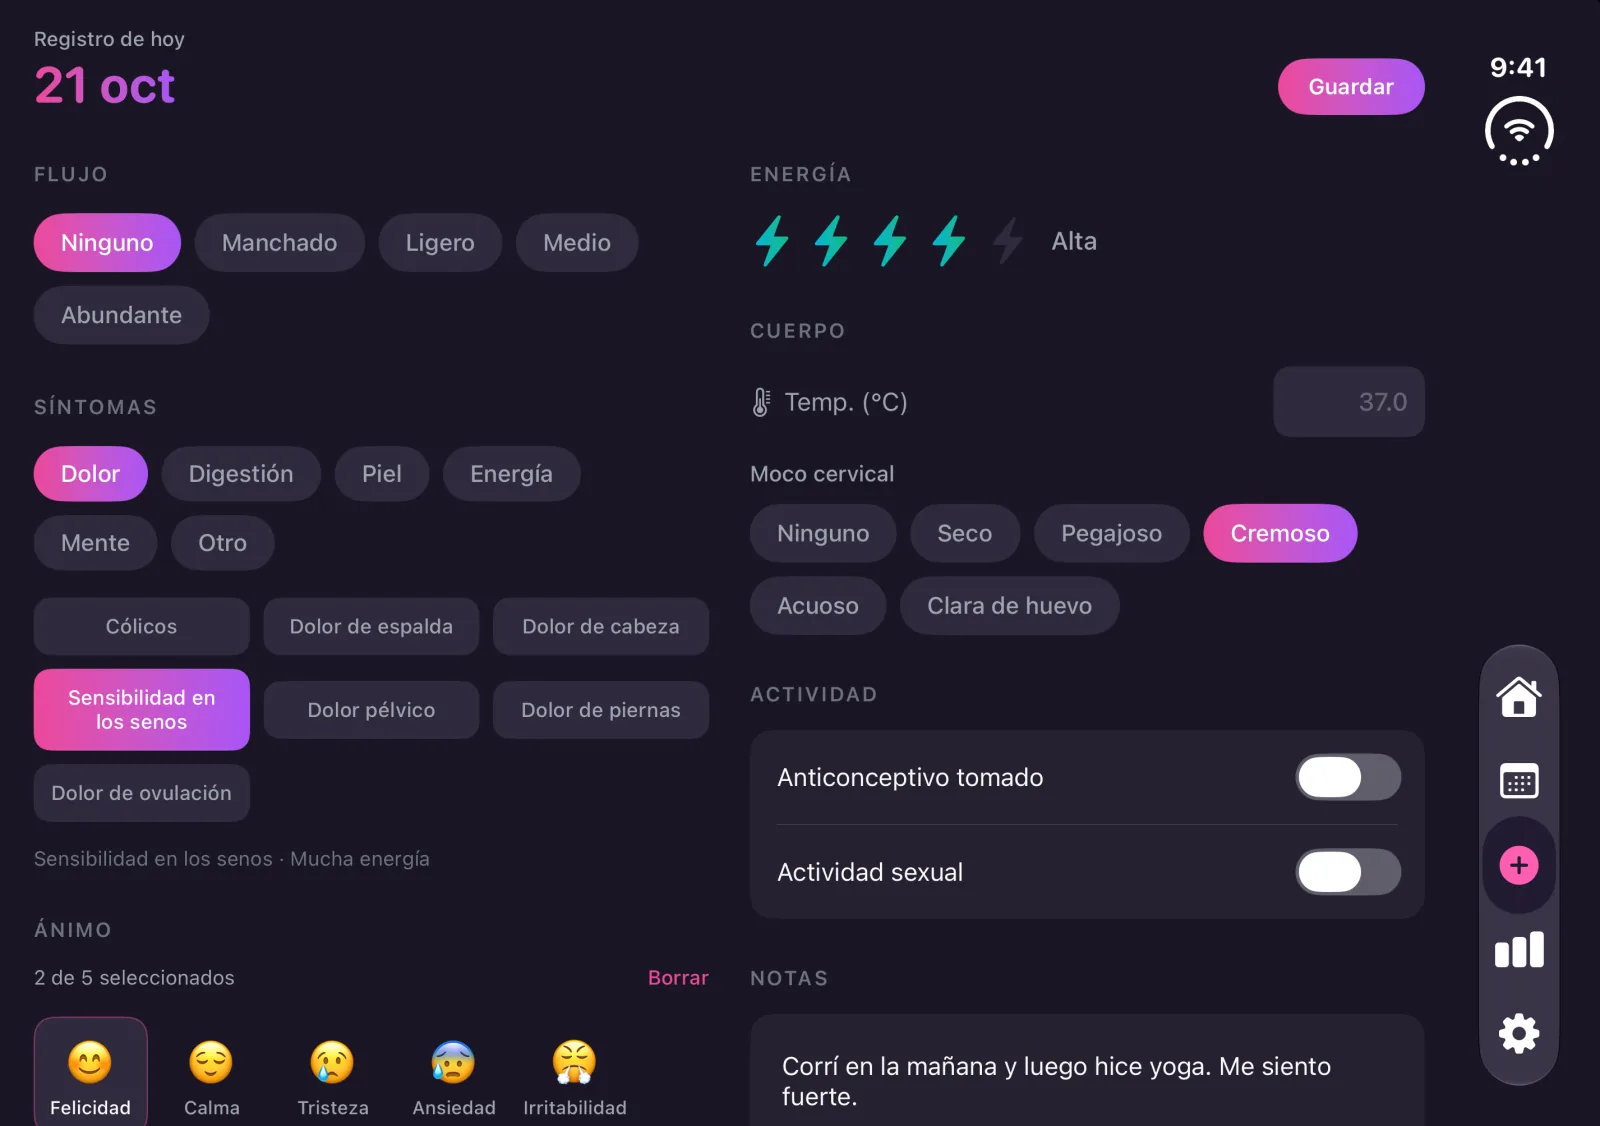 Registro de hoy
21 oct
Guardar
9:41
FLUJO
Ninguno
Manchado
Ligero
Medio
Abundante
SÍNTOMAS
Dolor
Digestión
Piel
Energía
Mente
Otro
Cólicos
Dolor de espalda
Dolor de cabeza
Sensibilidad en
los senos
Dolor pélvico
Dolor de piernas
Dolor de ovulación
Sensibilidad en los senos · Mucha energía
ÁNIMO
2 de 5 seleccionados
Borrar
Felicidad
Calma
Tristeza
Ansiedad
Irritabilidad
ENERGÍA
Alta
CUERPO
Temp. (°C)
37.0
Moco cervical
Ninguno
Seco
Pegajoso
Cremoso
Acuoso
Clara de huevo
ACTIVIDAD
Anticonceptivo tomado
Actividad sexual
NOTAS
Corrí en la mañana y luego hice yoga. Me siento
fuerte.